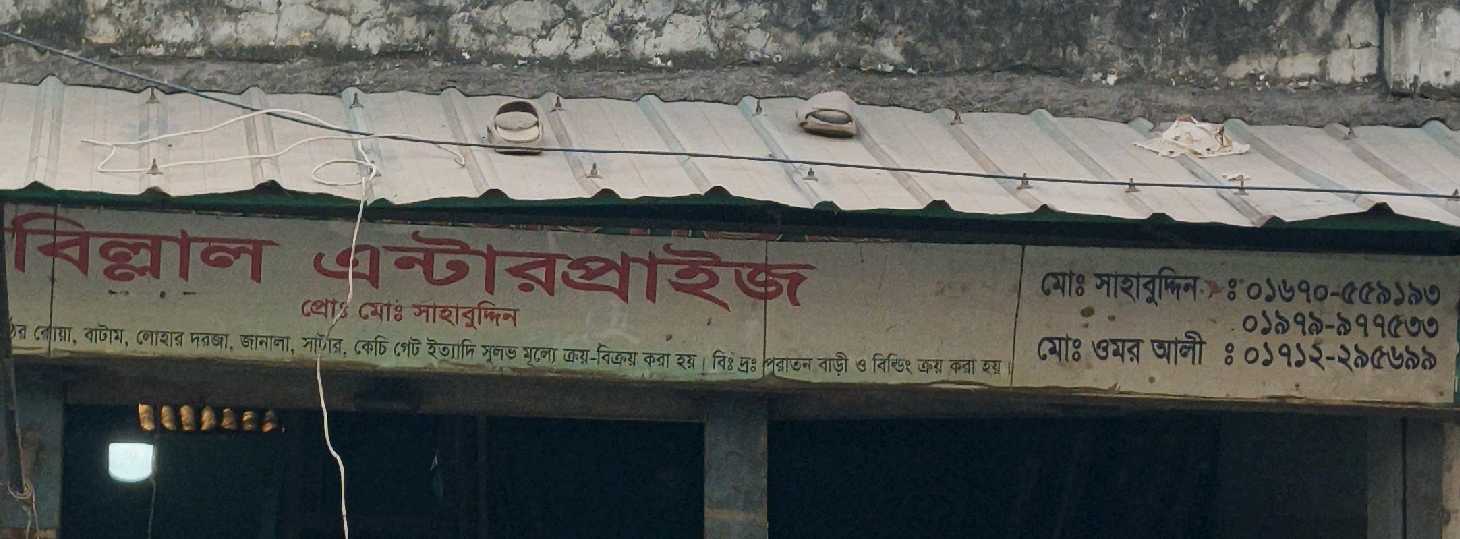 বিল্লাল এন্টারপ্রাইজ
প্রোঃ মোঃ সাহাবুদ্দিন
বাটাম, লোহার দরজা, জানালা, সাটার, কেচি গেট ইত্যাদি সুলভ মূল্যে ক্রয়-বিক্রয় করা হয়। বিঃ দ্রঃ পুরাতন বাড়ী ও বিল্ডিং ক্রয় করা হয়।
মোঃ সাহাবুদ্দিন : ০১৬৭০-৫৫৯১৯৩
০১৯৭৯-৯৭৭৫৩৩
মোঃ ওমর আলী : ০১৭১২-২৯৫৬৯৯